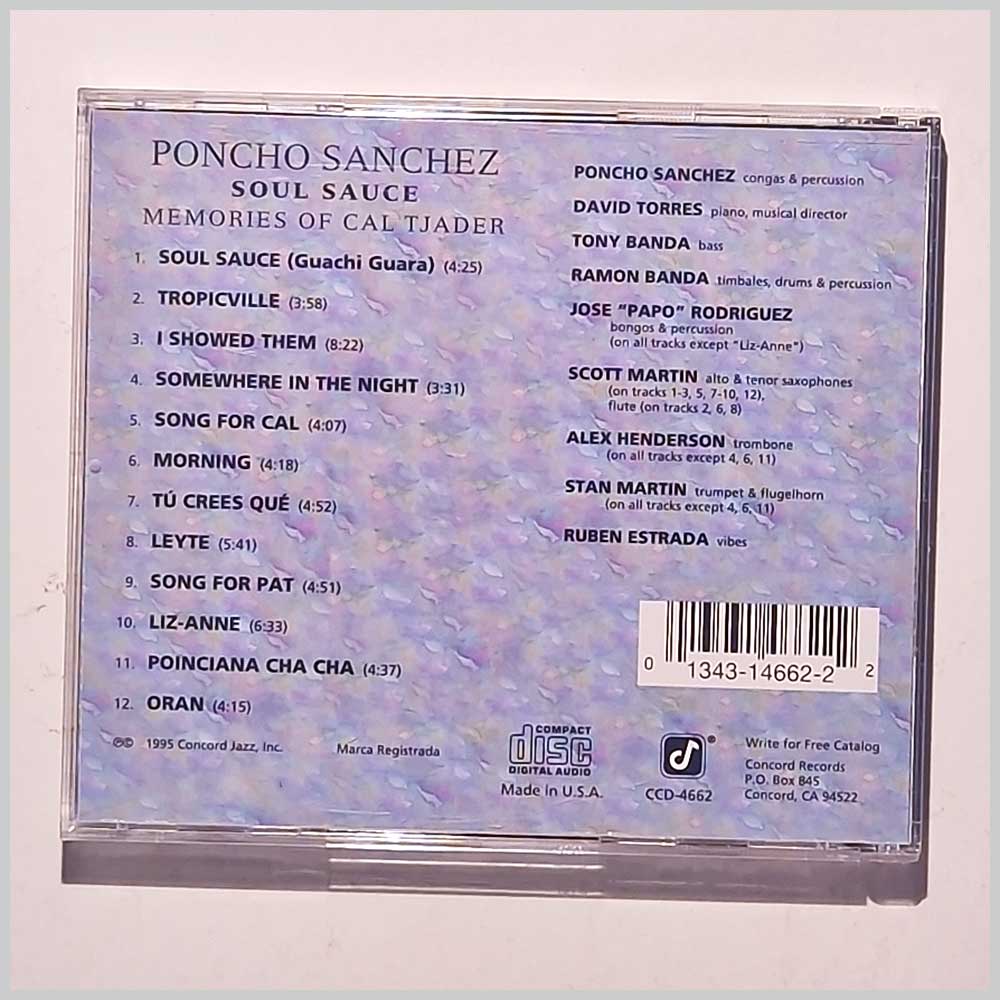 PONCHO SANCHEZ
SOUL SAUCE
MEMORIES OF CAL TJADER
1. SOUL SAUCE (Guachi Guara) (4:25)
2. TROPICVILLE (3:58)
3. I SHOWED THEM (8:22)
4. SOMEWHERE IN THE NIGHT (3:31)
5. SONG FOR CAL (4:07)
6. MORNING (4:18)
7. TÚ CREES QUÉ (4:52)
8. LEYTE (5:41)
9. SONG FOR PAT (4:51)
10. LIZ-ANNE (6:33)
11. POINCIANA CHA CHA (4:37)
12. ORAN (4:15)
PONCHO SANCHEZ congas & percussion
DAVID TORRES piano, musical director
TONY BANDA bass
RAMON BANDA timbales, drums & percussion
JOSE "PAPO" RODRIGUEZ
bongos & percussion
(on all tracks except "Liz-Anne")
SCOTT MARTIN alto & tenor saxophones
(on tracks 1-3, 5, 7-10, 12),
flute (on tracks 2, 6, 8)
ALEX HENDERSON trombone
(on all tracks except 4, 6, 11)
STAN MARTIN trumpet & flugelhorn
(on all tracks except 4, 6, 11)
RUBEN ESTRADA vibes
0 1343-14662-2 2
℗© 1995 Concord Jazz, Inc.
Marca Registrada
COMPACT
disc
DIGITAL AUDIO
Made in U.S.A.
®
CCD-4662
Write for Free Catalog
Concord Records
P.O. Box 845
Concord, CA 94522